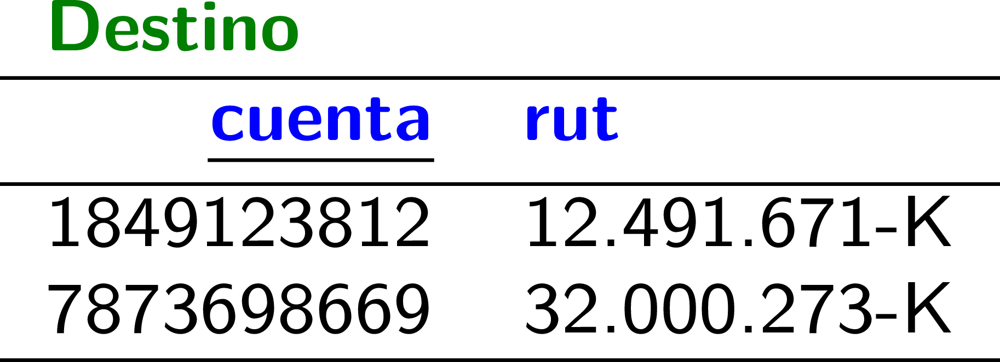 Destino
cuenta rut
1849123812 12.491.671-K
7873698669 32.000.273-K